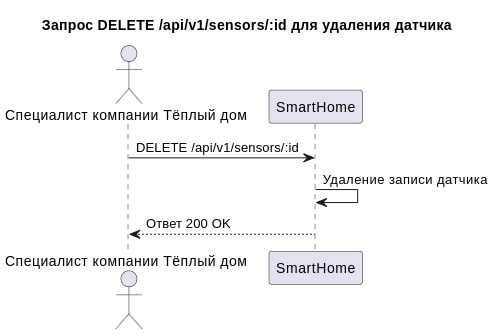 Запрос DELETE /api/v1/sensors/:id для удаления датчика
Специалист компании Тёплый дом
SmartHome
DELETE /api/v1/sensors/:id
Удаление записи датчика
Ответ 200 OK
Специалист компании Тёплый дом
SmartHome